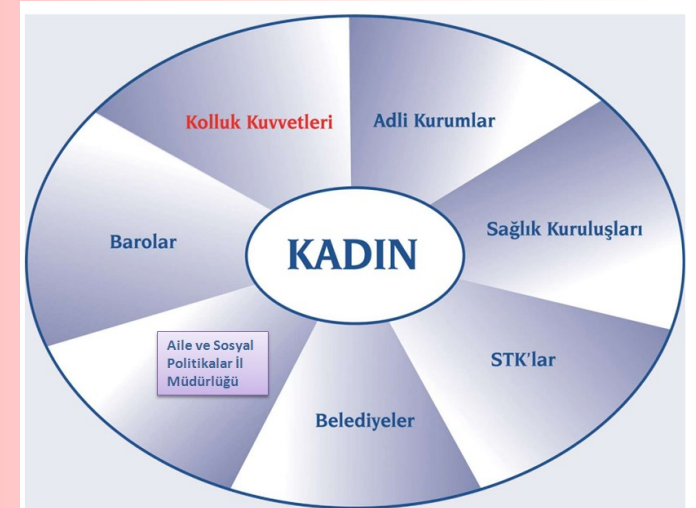 Kolluk Kuvvetleri
Adli Kurumlar
Barolar
KADIN
Sağlık Kuruluşları
Aile ve Sosyal
Politikalar İl
Müdürlüğü
STK'lar
Belediyeler